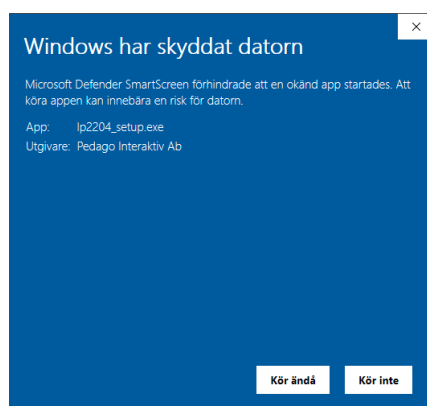 Windows har skyddat datorn
Microsoft Defender SmartScreen förhindrade att en okänd app startades. Att
köra appen kan innebära en risk för datorn.
App: lp2204_setup.exe
Utgivare: Pedago Interaktiv Ab
Kör ändå Kör inte